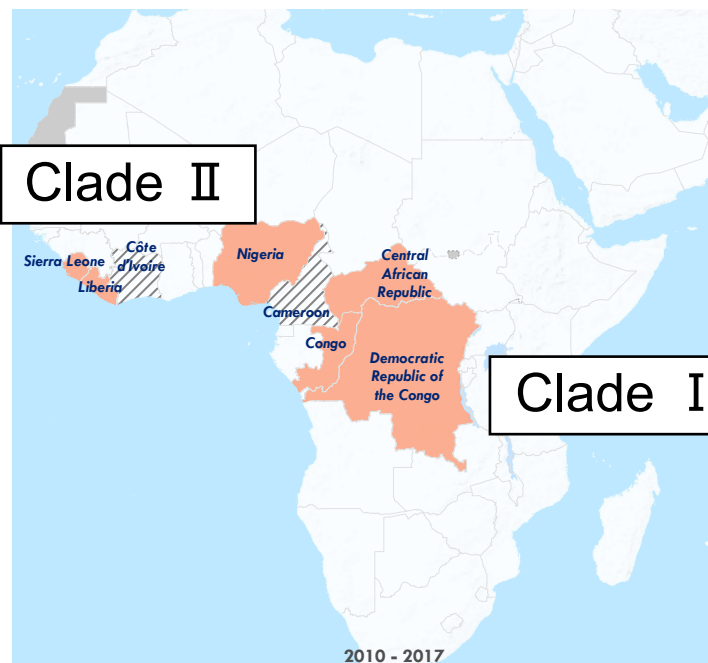 Clade Ⅱ
Côte
d'Ivoire
Sierra Leone
Liberia
Nigeria
Cameroon
Central
African
Republic
Congo
Democratic
Republic of
the Congo
Clade Ⅰ
2010 - 2017